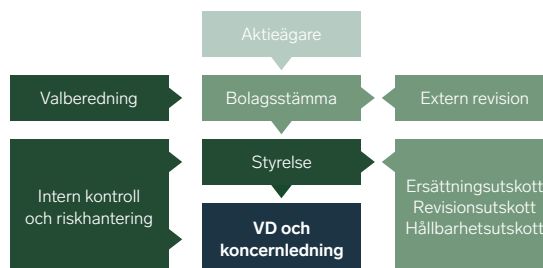 Aktieägare
Valberedning
Bolagsstämma
Extern revision
Styrelse
Intern kontroll
och riskhantering
Ersättningsutskott
Revisionsutskott
Hållbarhetsutskott
VD och
koncernledning